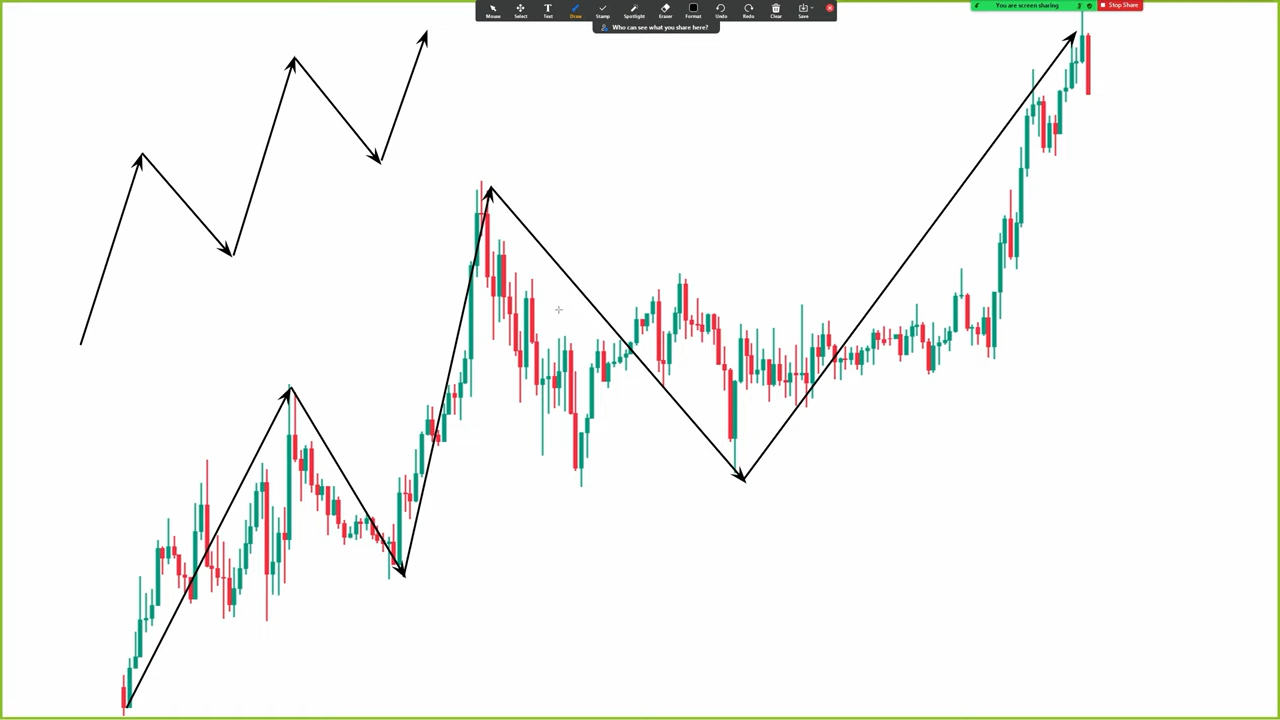 You are screen sharing
Stop Share
Mouse
Select
Text
Draw
Stamp
Spotlight
Eraser
Format
Undo
Redo
Clear
Save
Who can see what you share here?